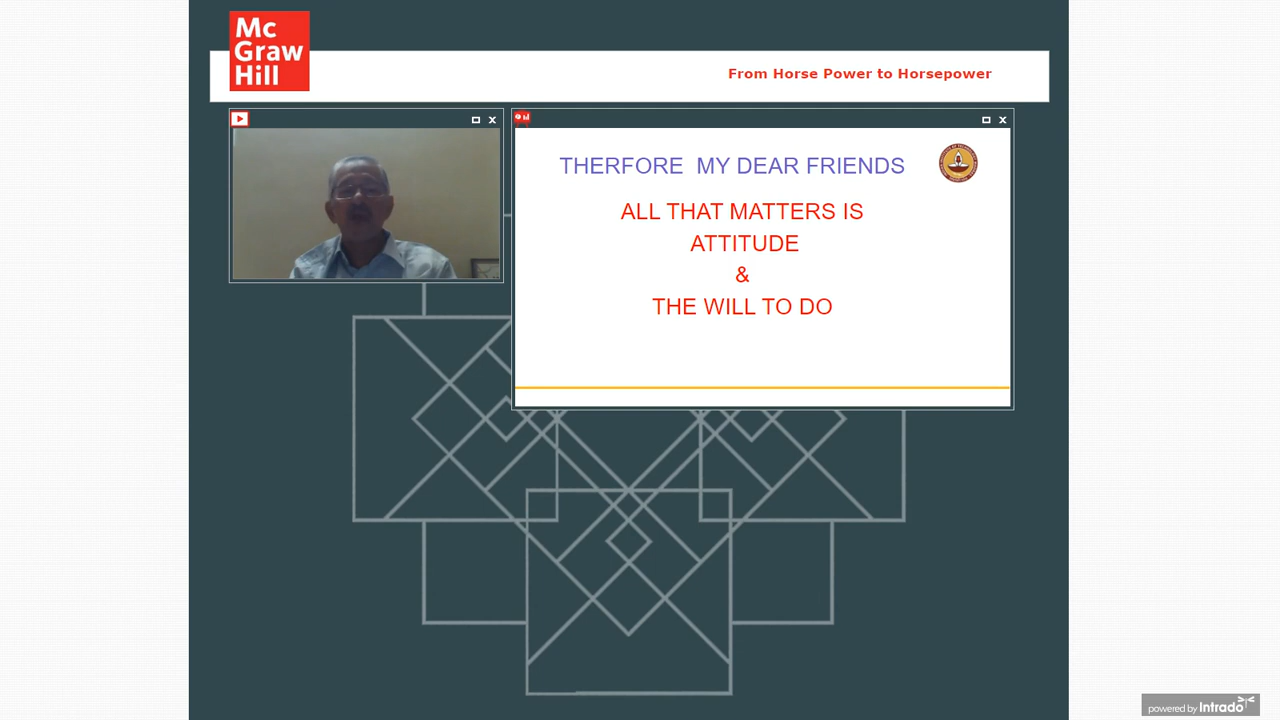 Mc
Graw
Hill
From Horse Power to Horsepower
THERFORE MY DEAR FRIENDS
ALL THAT MATTERS IS
ATTITUDE
&
THE WILL TO DO
powered by Intrado